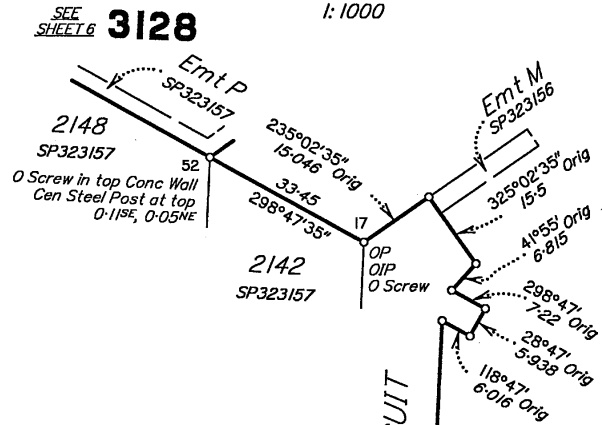 SEE
SHEET 6
3128
1:1000
Emt P
SP323157
Emt M
SP323156
2148
SP323157
52
O Screw in top Conc Wall
Cen Steel Post at top
0·11SE, 0·05NE
235°02'35"
15·046 Orig
33·45
298°47'35"
17
OP
OIP
O Screw
2142
SP323157
325°02'35" Orig
15·5
41°55' Orig
6·815
298°47'
7·22 Orig
28°47'
5·938 Orig
118°47'
6·016 Orig
UIT